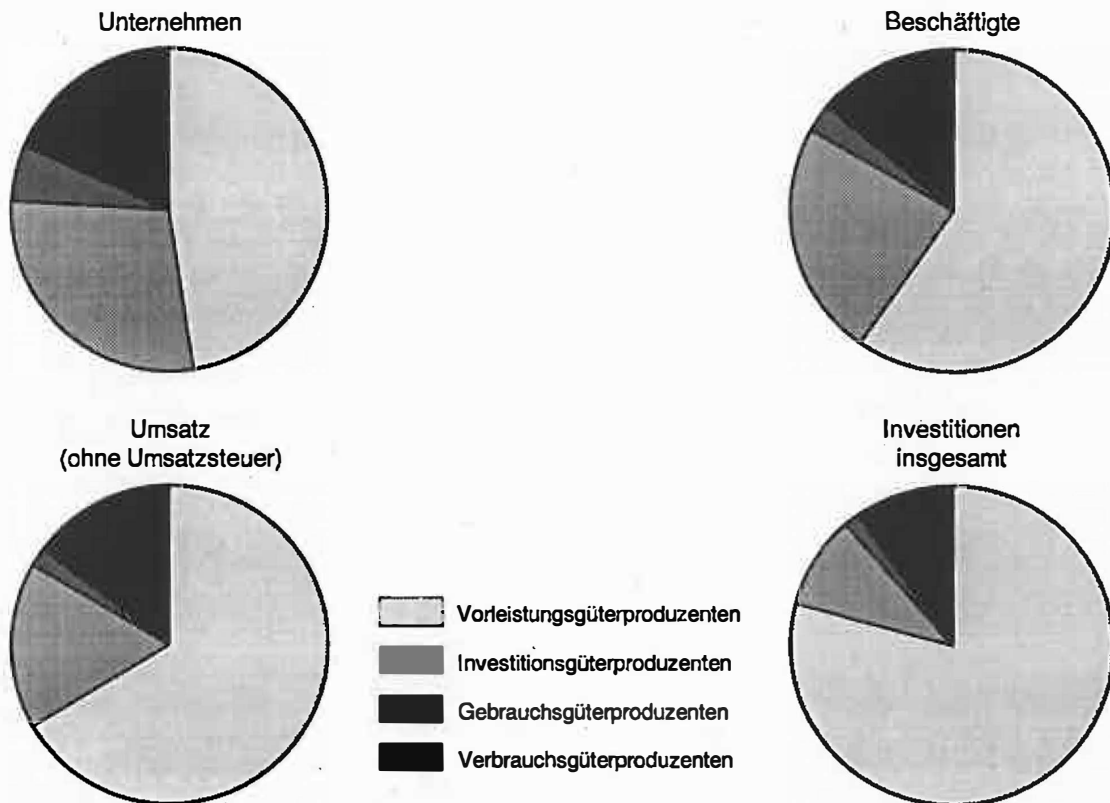 Unternehmen
Beschäftigte
Umsatz
(ohne Umsatzsteuer)
Investitionen
insgesamt
Vorleistungsgüterproduzenten
Investitionsgüterproduzenten
Gebrauchsgüterproduzenten
Verbrauchsgüterproduzenten